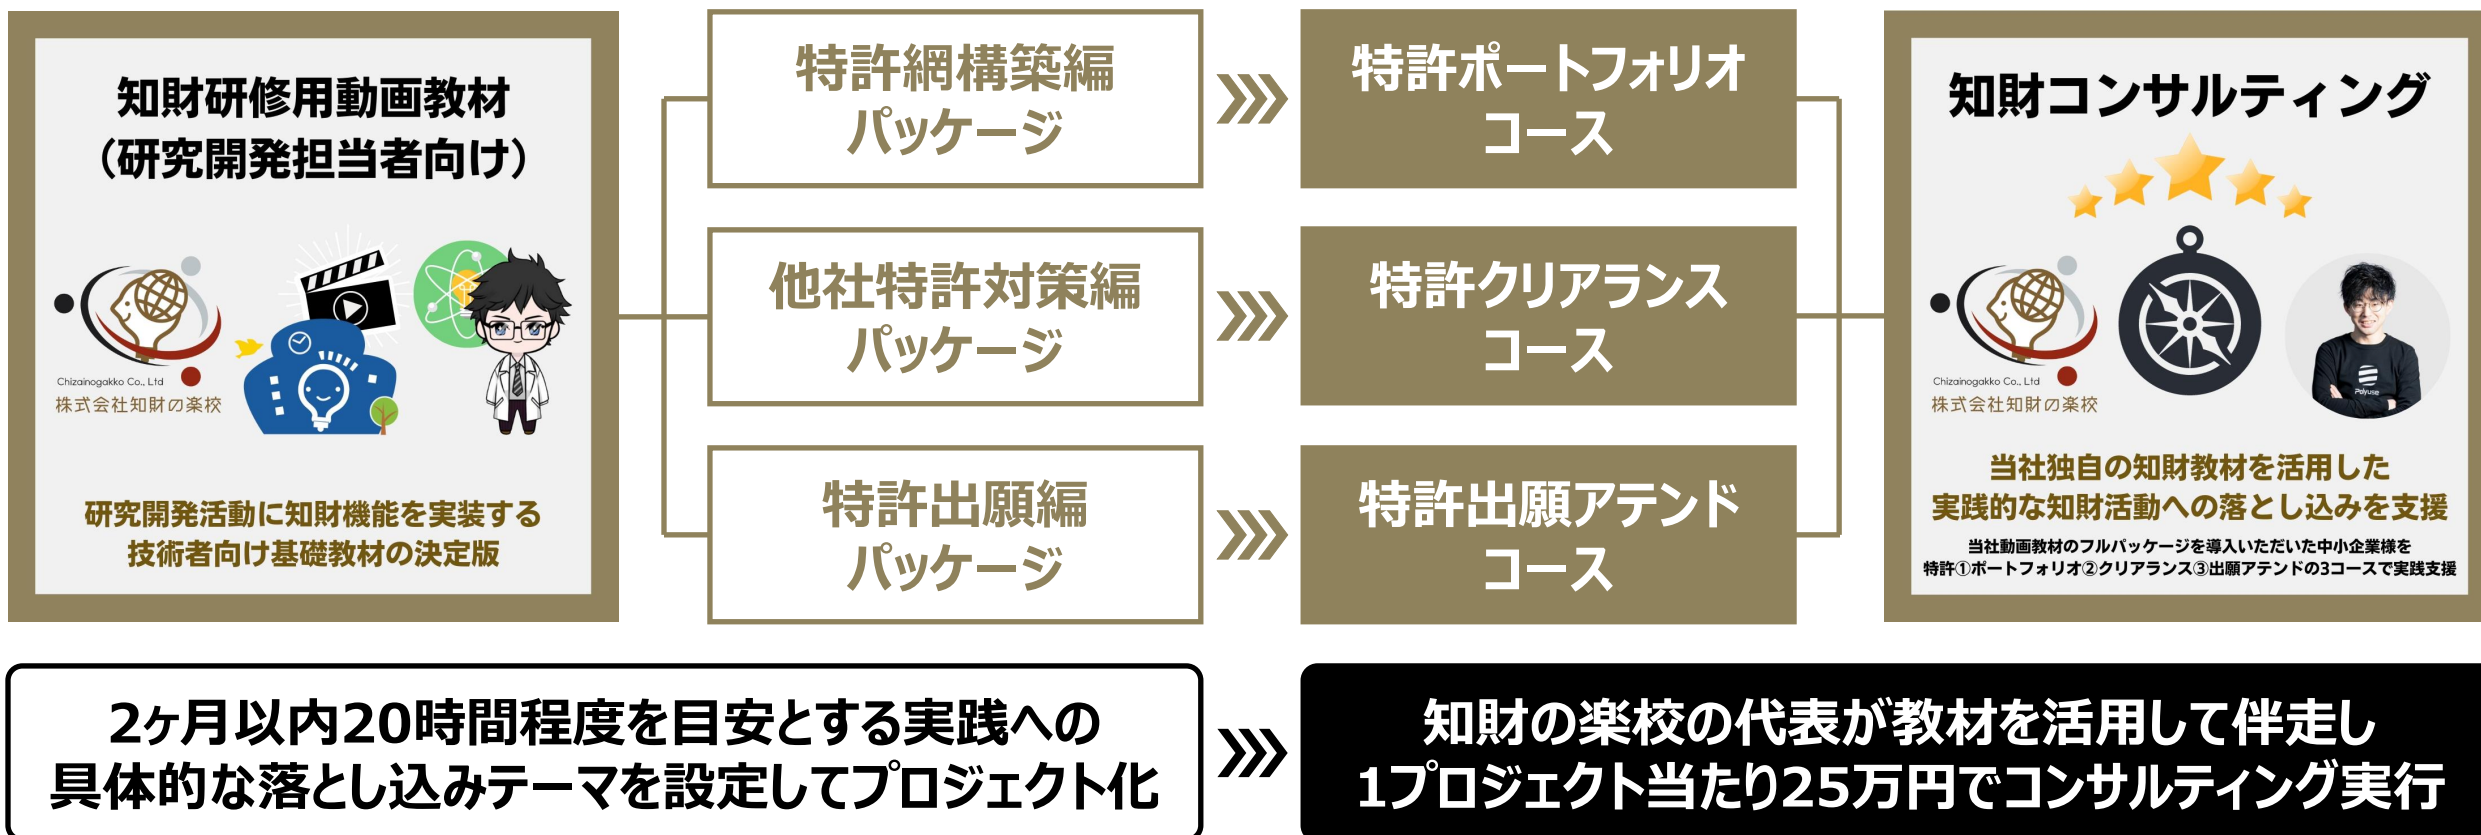 知財研修用動画教材
（研究開発担当者向け）
Chizainogakko Co., Ltd
株式会社知財の楽校
研究開発活動に知財機能を実装する
技術者向け基礎教材の決定版
特許網構築編
パッケージ
特許ポートフォリオ
コース
他社特許対策編
パッケージ
特許クリアランス
コース
特許出願編
パッケージ
特許出願アテンド
コース
知財コンサルティング
Chizainogakko Co., Ltd
株式会社知財の楽校
Polyuse
当社独自の知財教材を活用した
実践的な知財活動への落とし込みを支援
当社動画教材のフルパッケージを導入いただいた中小企業様を
特許①ポートフォリオ②クリアランス③出願アテンドの3コースで実践支援
2ヶ月以内20時間程度を目安とする実践への
具体的な落とし込みテーマを設定してプロジェクト化
知財の楽校の代表が教材を活用して伴走し
1プロジェクト当たり25万円でコンサルティング実行